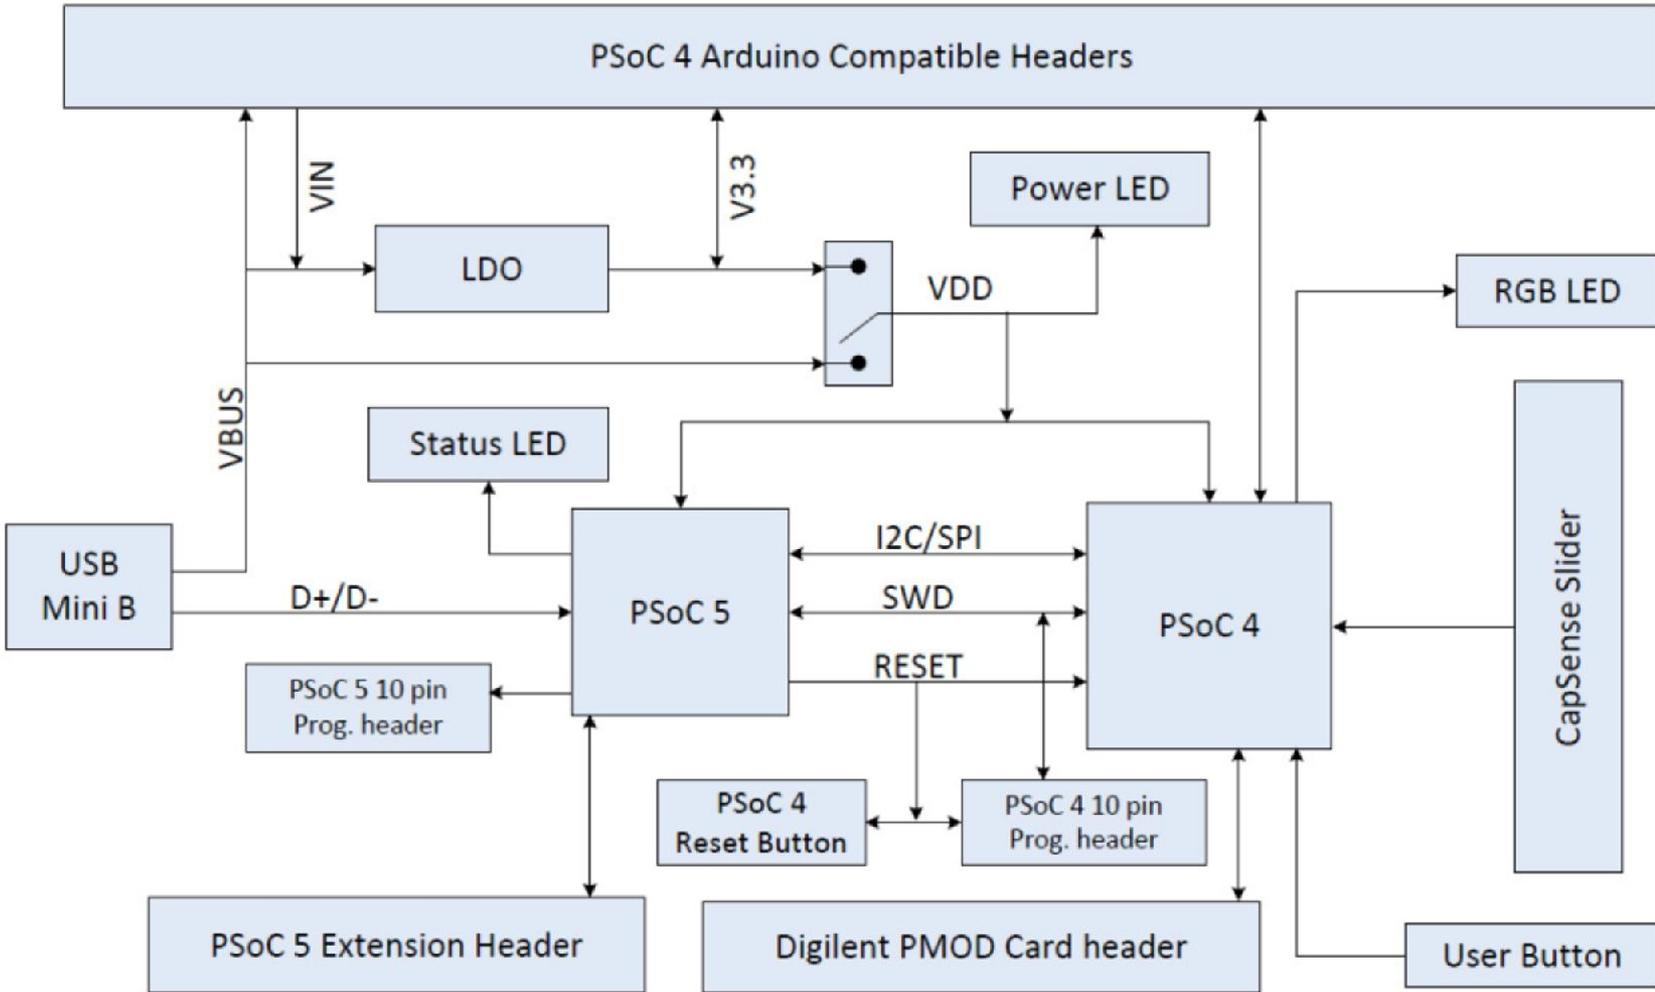 PSoC 4 Arduino Compatible Headers
VIN
V3.3
Power LED
LDO
VDD
RGB LED
VBUS
Status LED
CapSense Slider
USB
Mini B
D+/D-
PSoC 5
I2C/SPI
SWD
RESET
PSoC 4
PSoC 5 10 pin
Prog. header
PSoC 4
Reset Button
PSoC 4 10 pin
Prog. header
PSoC 5 Extension Header
Digilent PMOD Card header
User Button